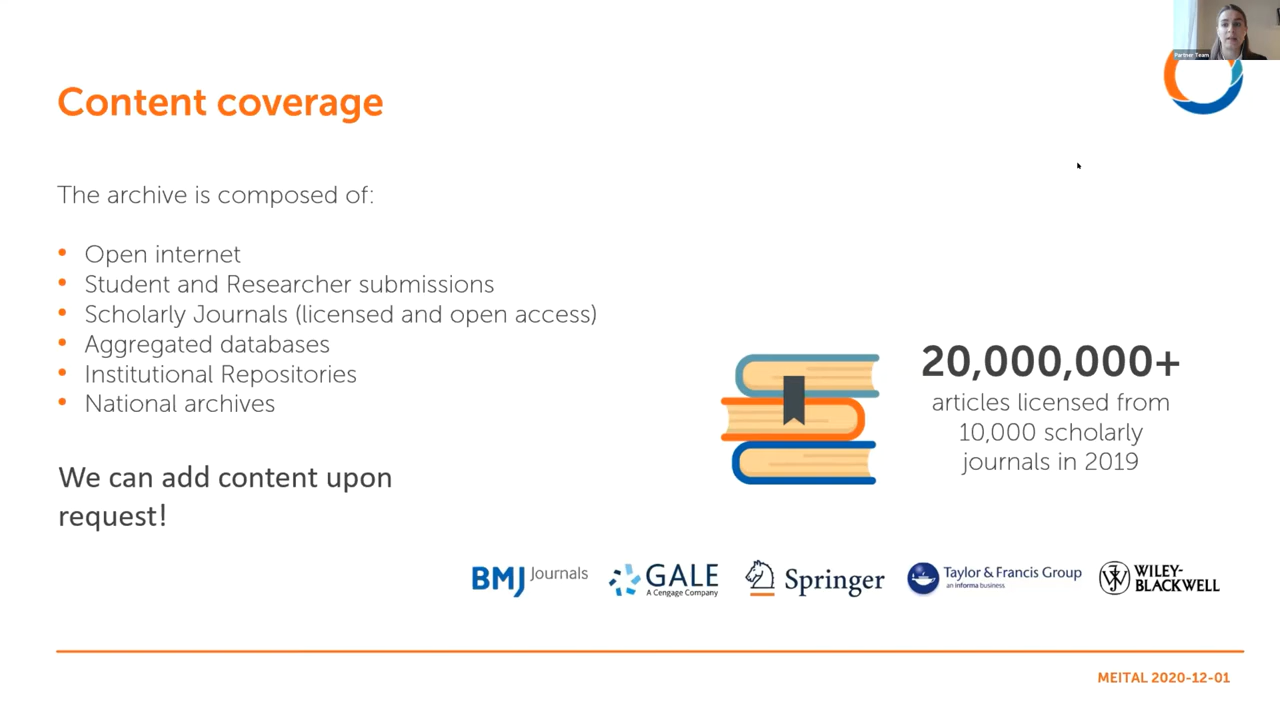 Partner Team
Content coverage
The archive is composed of:
• Open internet
• Student and Researcher submissions
• Scholarly Journals (licensed and open access)
• Aggregated databases
• Institutional Repositories
• National archives
We can add content upon
request!
20,000,000+
articles licensed from
10,000 scholarly
journals in 2019
BMJ Journals
GALE
A Cengage Company
Springer
Taylor & Francis Group
an informa business
WILEY-
BLACKWELL
MEITAL 2020-12-01